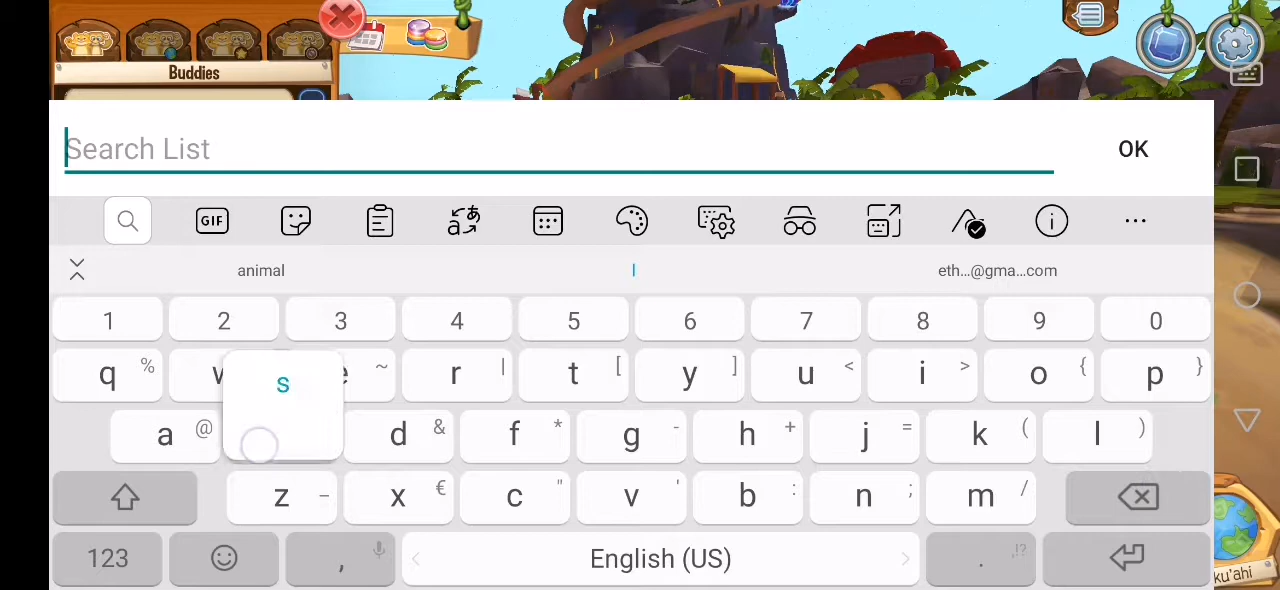 Buddies
Search List
OK
GIF
animal
I
eth...@gma...com
1 2 3 4 5 6 7 8 9 0
q % w e ~ r | t [ y ] u < i > o { p }
s
a @ d & f * g - h + j = k ( l )
z _ x € c " v ' b : n ; m /
123 , English (US) . ,!?
ku'ahi